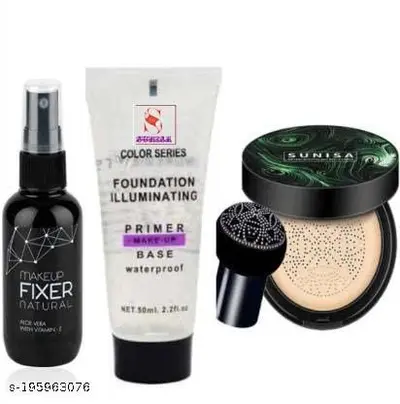 MAKEUP
FIXER
NATURAL
ALOE VERA
WITH VITAMIN - E
COLOR SERIES
FOUNDATION
ILLUMINATING
PRIMER
MAKE-UP
BASE
waterproof
NET.50ml. 2.2fl.oz
SUNISA
s-195963076